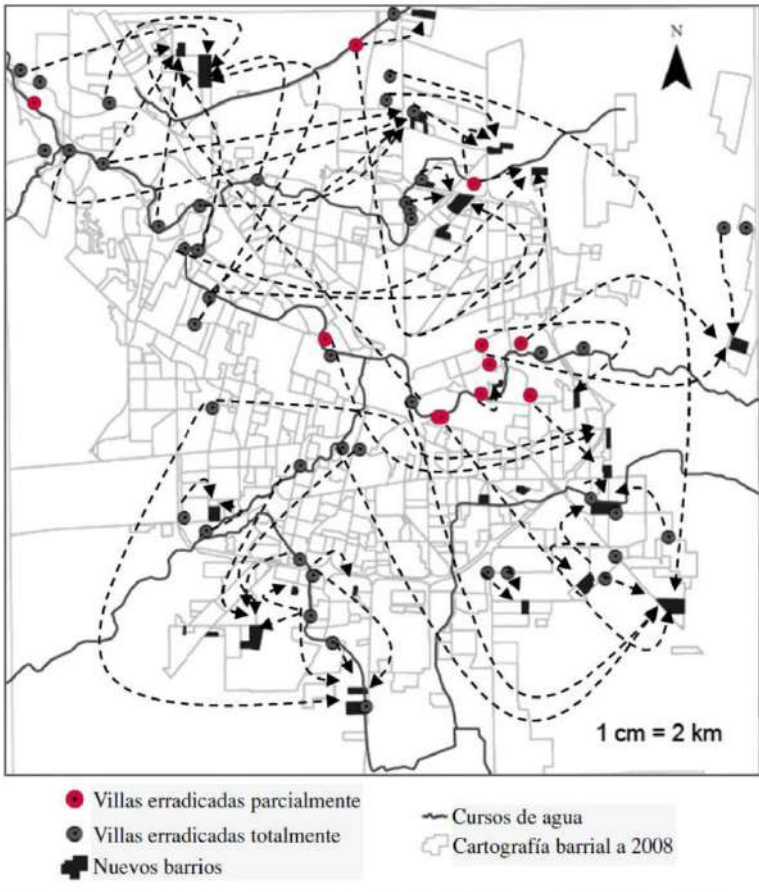 N
1 cm = 2 km
Villas erradicadas parcialmente
Villas erradicadas totalmente
Nuevos barrios
Cursos de agua
Cartografía barrial a 2008